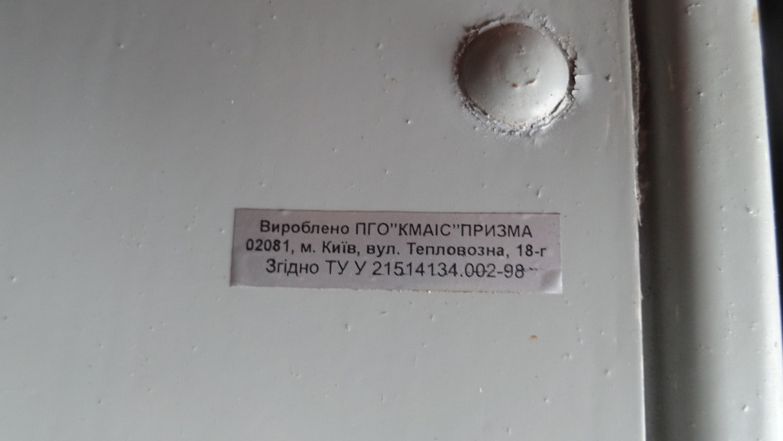 Вироблено ПГО"КМАІС"ПРИЗМА
02081, м. Київ, вул. Тепловозна, 18-г
Згідно ТУ У 21514134.002-98